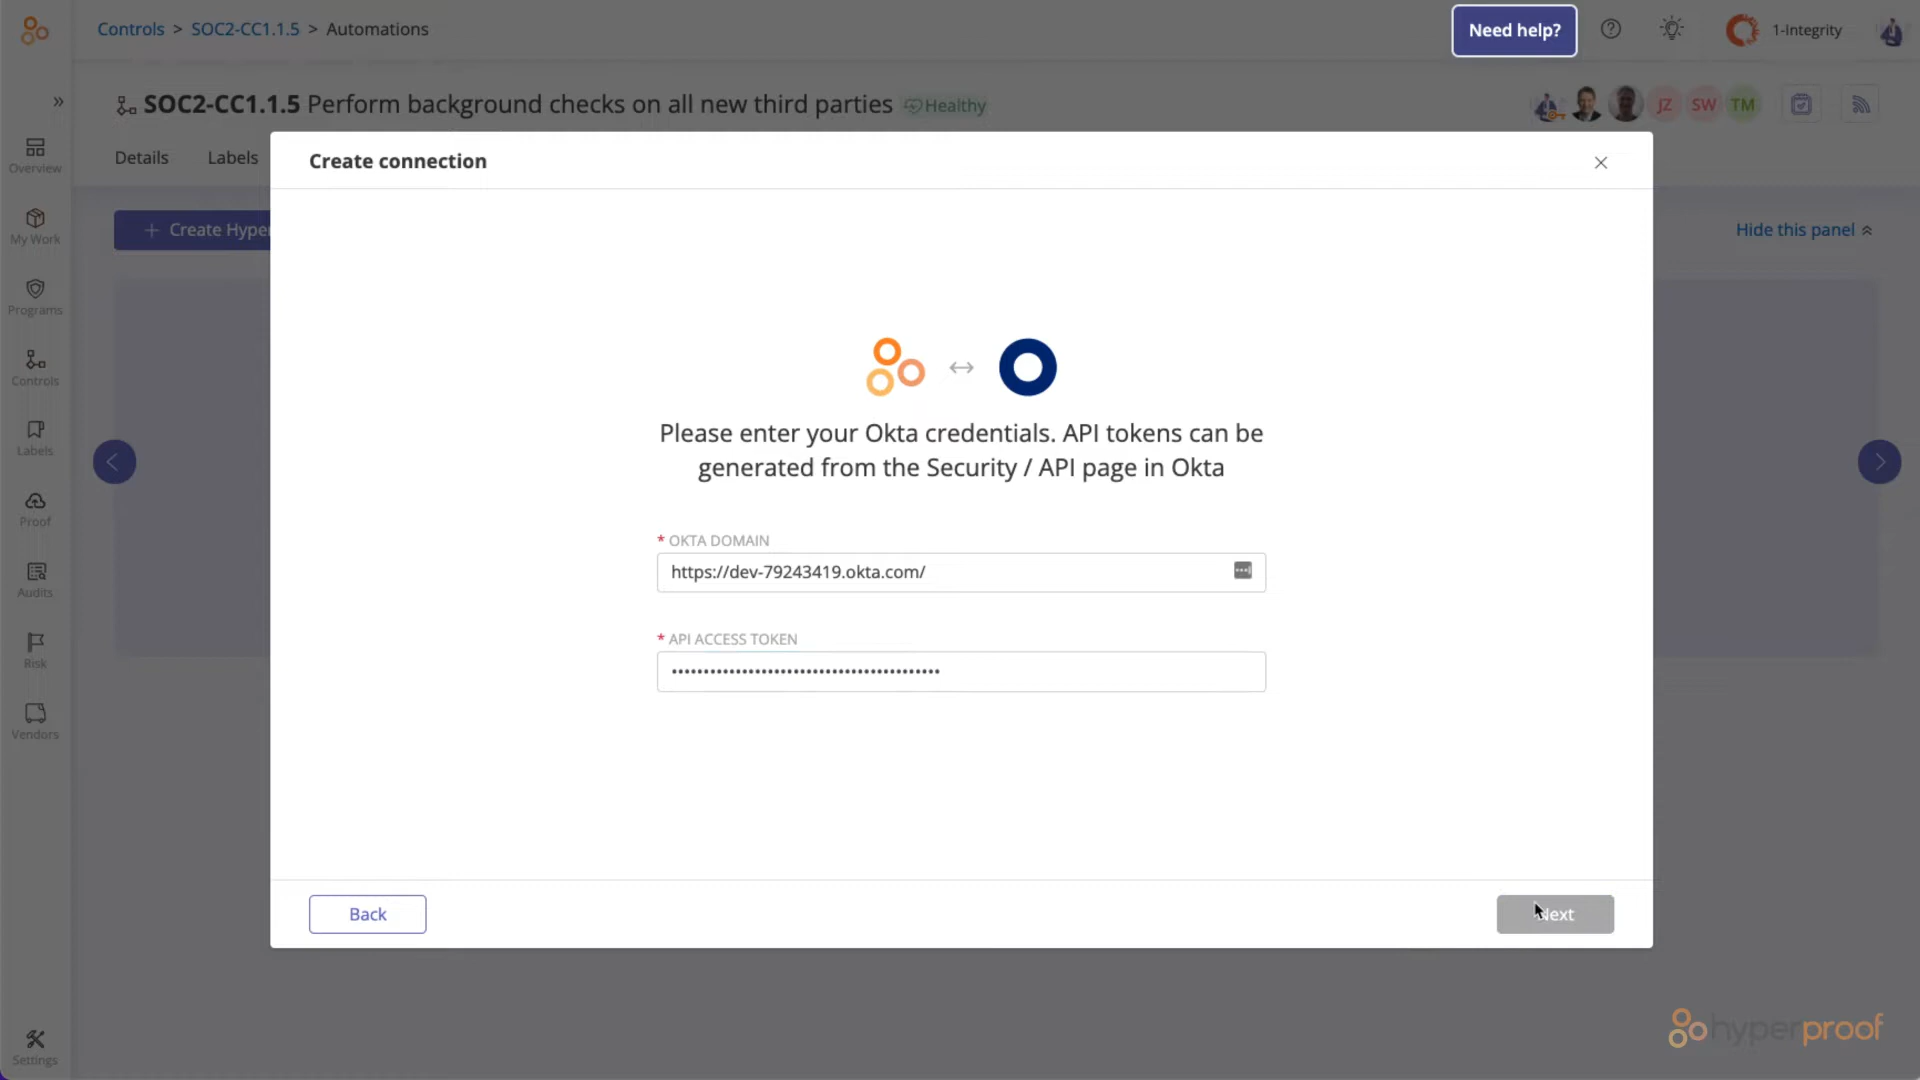 Controls > SOC2-CC1.1.5 > Automations
Need help?
1-Integrity
SOC2-CC1.1.5 Perform background checks on all new third parties
Healthy
JZ
SW
TM
Details
Labels
Create connection
Overview
My Work
Programs
Controls
Labels
Proof
Audits
Risk
Vendors
Settings
+ Create Hyper
Hide this panel
Please enter your Okta credentials. API tokens can be
generated from the Security / API page in Okta
* OKTA DOMAIN
https://dev-79243419.okta.com/
* API ACCESS TOKEN
Back
Next
hyperproof